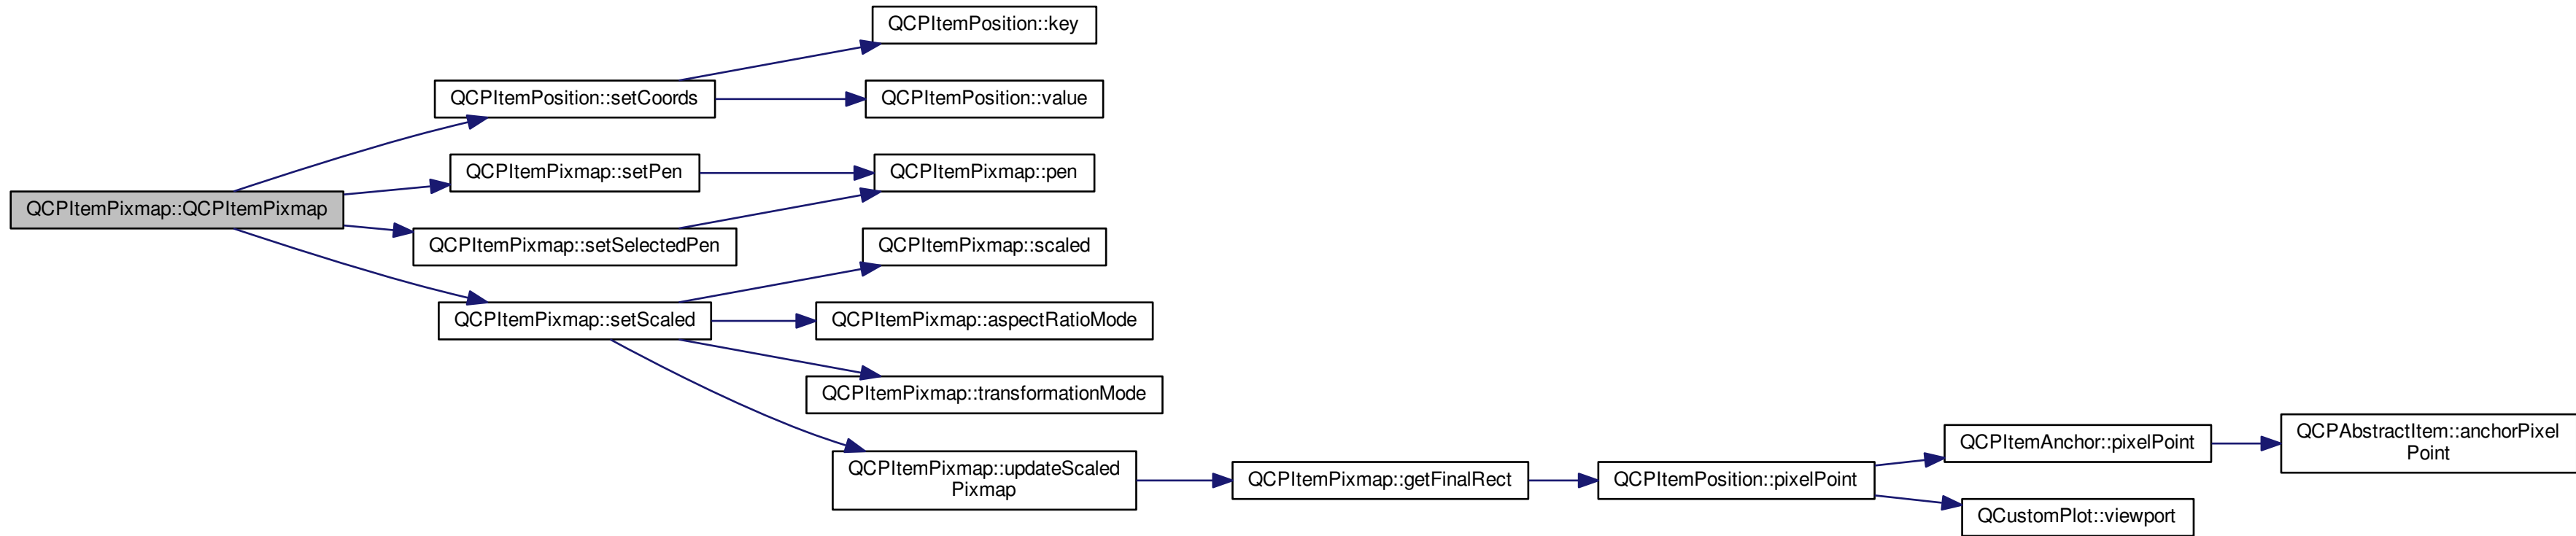 QCPItemPosition::key
QCPItemPosition::setCoords
QCPItemPosition::value
QCPItemPixmap::setPen
QCPItemPixmap::pen
QCPItemPixmap::QCPItemPixmap
QCPItemPixmap::setSelectedPen
QCPItemPixmap::scaled
QCPItemPixmap::setScaled
QCPItemPixmap::aspectRatioMode
QCPItemPixmap::transformationMode
QCPItemPixmap::updateScaled
Pixmap
QCPItemPixmap::getFinalRect
QCPItemPosition::pixelPoint
QCPItemAnchor::pixelPoint
QCPAbstractItem::anchorPixel
Point
QCustomPlot::viewport